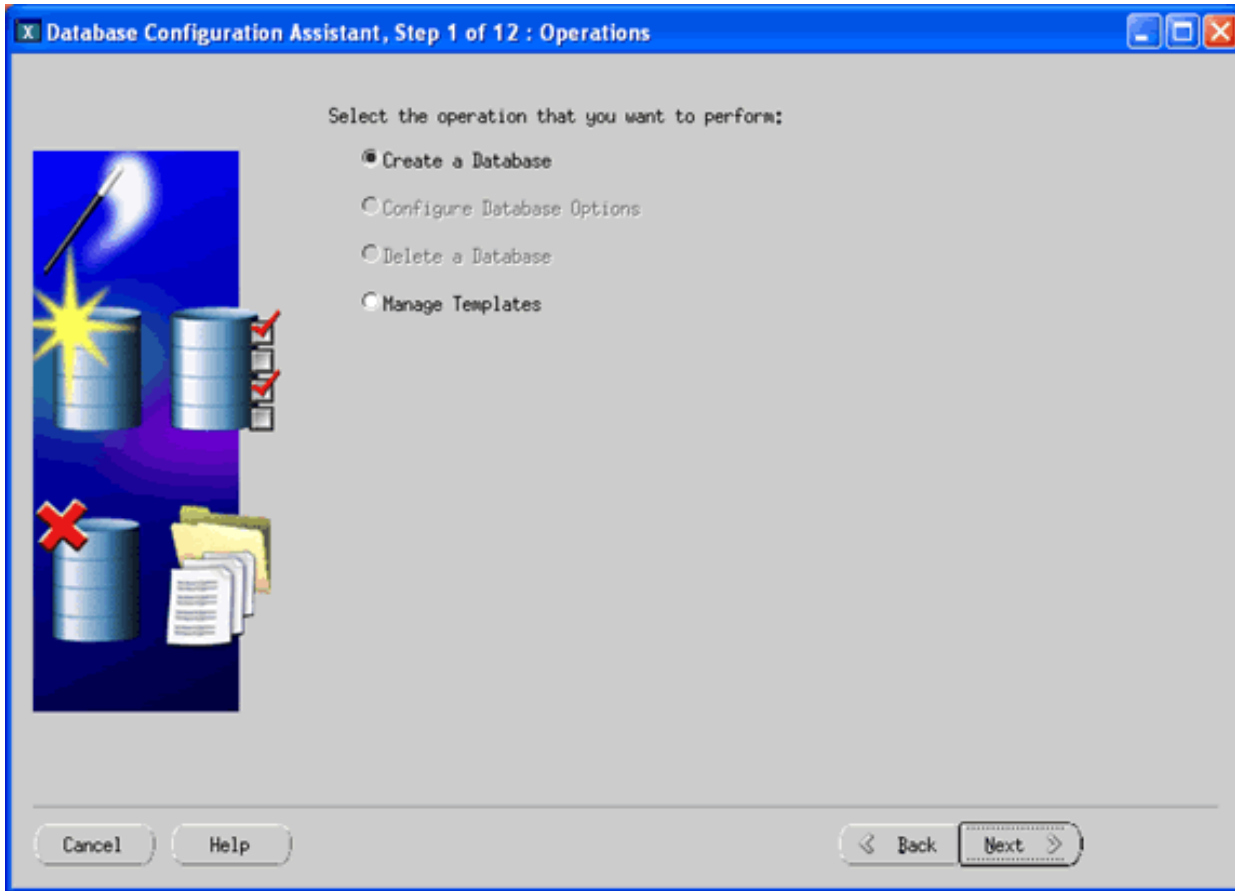 Database Configuration Assistant, Step 1 of 12 : Operations
Select the operation that you want to perform:
Create a Database
Configure Database Options
Delete a Database
Manage Templates
Cancel
Help
Back
Next